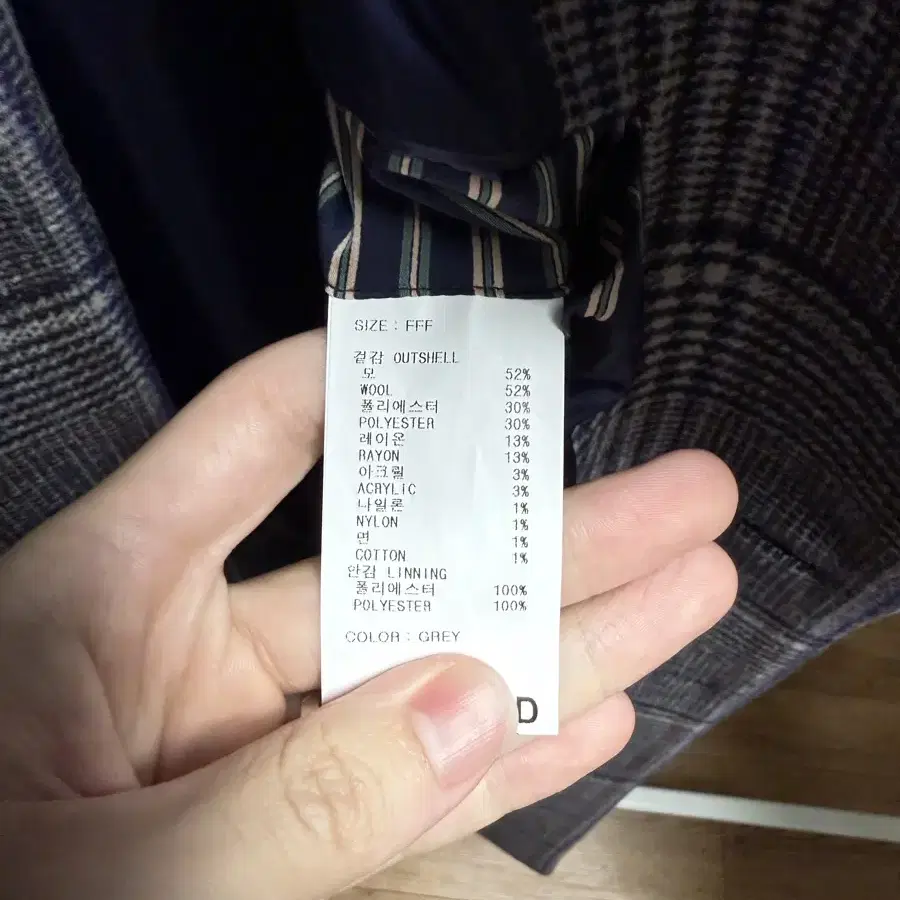 SIZE : FFF
겉감 OUTSHELL
모 52%
WOOL 52%
폴리에스터 30%
POLYESTER 30%
레이온 13%
RAYON 13%
아크릴 3%
ACRYLIC 3%
나일론 1%
NYLON 1%
면 1%
COTTON 1%
안감 LINNING
폴리에스터 100%
POLYESTER 100%
COLOR : GREY
D